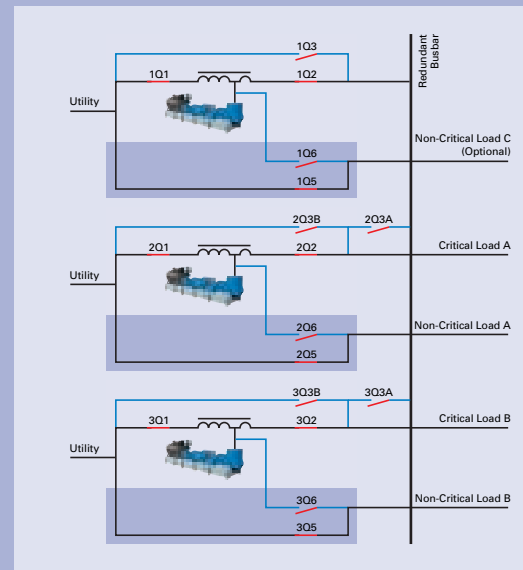 1Q3
Redundant
Busbar
1Q1
1Q2
Utility
Non-Critical Load C
(Optional)
1Q6
1Q5
2Q3B
2Q3A
2Q1
2Q2
Critical Load A
Utility
2Q6
Non-Critical Load A
2Q5
3Q3B
3Q3A
3Q1
3Q2
Critical Load B
Utility
3Q6
Non-Critical Load B
3Q5